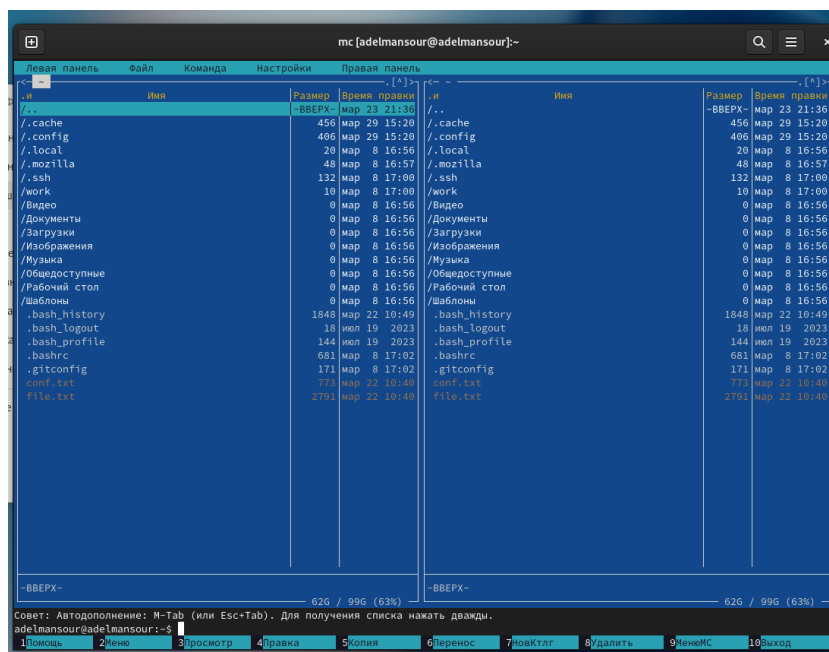 mc [adelmansour@adelmansour]:~
Левая панель Файл Команда Настройки Правая панель
<— ~ .[^]> <— ~ .[^]>
.и Имя Размер Время правки .и Имя Размер Время правки
/.. -ВВЕРХ- мар 23 21:36 /.. -ВВЕРХ- мар 23 21:36
/.cache 456 мар 29 15:20 /.cache 456 мар 29 15:20
/.config 406 мар 29 15:20 /.config 406 мар 29 15:20
/.local 20 мар 8 16:56 /.local 20 мар 8 16:56
/.mozilla 48 мар 8 16:57 /.mozilla 48 мар 8 16:57
/.ssh 132 мар 8 17:00 /.ssh 132 мар 8 17:00
/work 10 мар 8 17:00 /work 10 мар 8 17:00
/Видео 0 мар 8 16:56 /Видео 0 мар 8 16:56
/Документы 0 мар 8 16:56 /Документы 0 мар 8 16:56
/Загрузки 0 мар 8 16:56 /Загрузки 0 мар 8 16:56
/Изображения 0 мар 8 16:56 /Изображения 0 мар 8 16:56
/Музыка 0 мар 8 16:56 /Музыка 0 мар 8 16:56
/Общедоступные 0 мар 8 16:56 /Общедоступные 0 мар 8 16:56
/Рабочий стол 0 мар 8 16:56 /Рабочий стол 0 мар 8 16:56
/Шаблоны 0 мар 8 16:56 /Шаблоны 0 мар 8 16:56
.bash_history 1848 мар 22 10:49 .bash_history 1848 мар 22 10:49
.bash_logout 18 июл 19 2023 .bash_logout 18 июл 19 2023
.bash_profile 144 июл 19 2023 .bash_profile 144 июл 19 2023
.bashrc 681 мар 8 17:02 .bashrc 681 мар 8 17:02
.gitconfig 171 мар 8 17:02 .gitconfig 171 мар 8 17:02
conf.txt 773 мар 22 10:40 conf.txt 773 мар 22 10:40
file.txt 2791 мар 22 10:40 file.txt 2791 мар 22 10:40
-ВВЕРХ- -ВВЕРХ-
62G / 99G (63%) 62G / 99G (63%)
Совет: Автодополнение: M-Tab (или Esc+Tab). Для получения списка нажать дважды.
adelmansour@adelmansour:~$
1Помощь 2Меню 3Просмотр 4Правка 5Копия 6Перенос 7НовКтлг 8Удалить 9МенюMC 10Выход